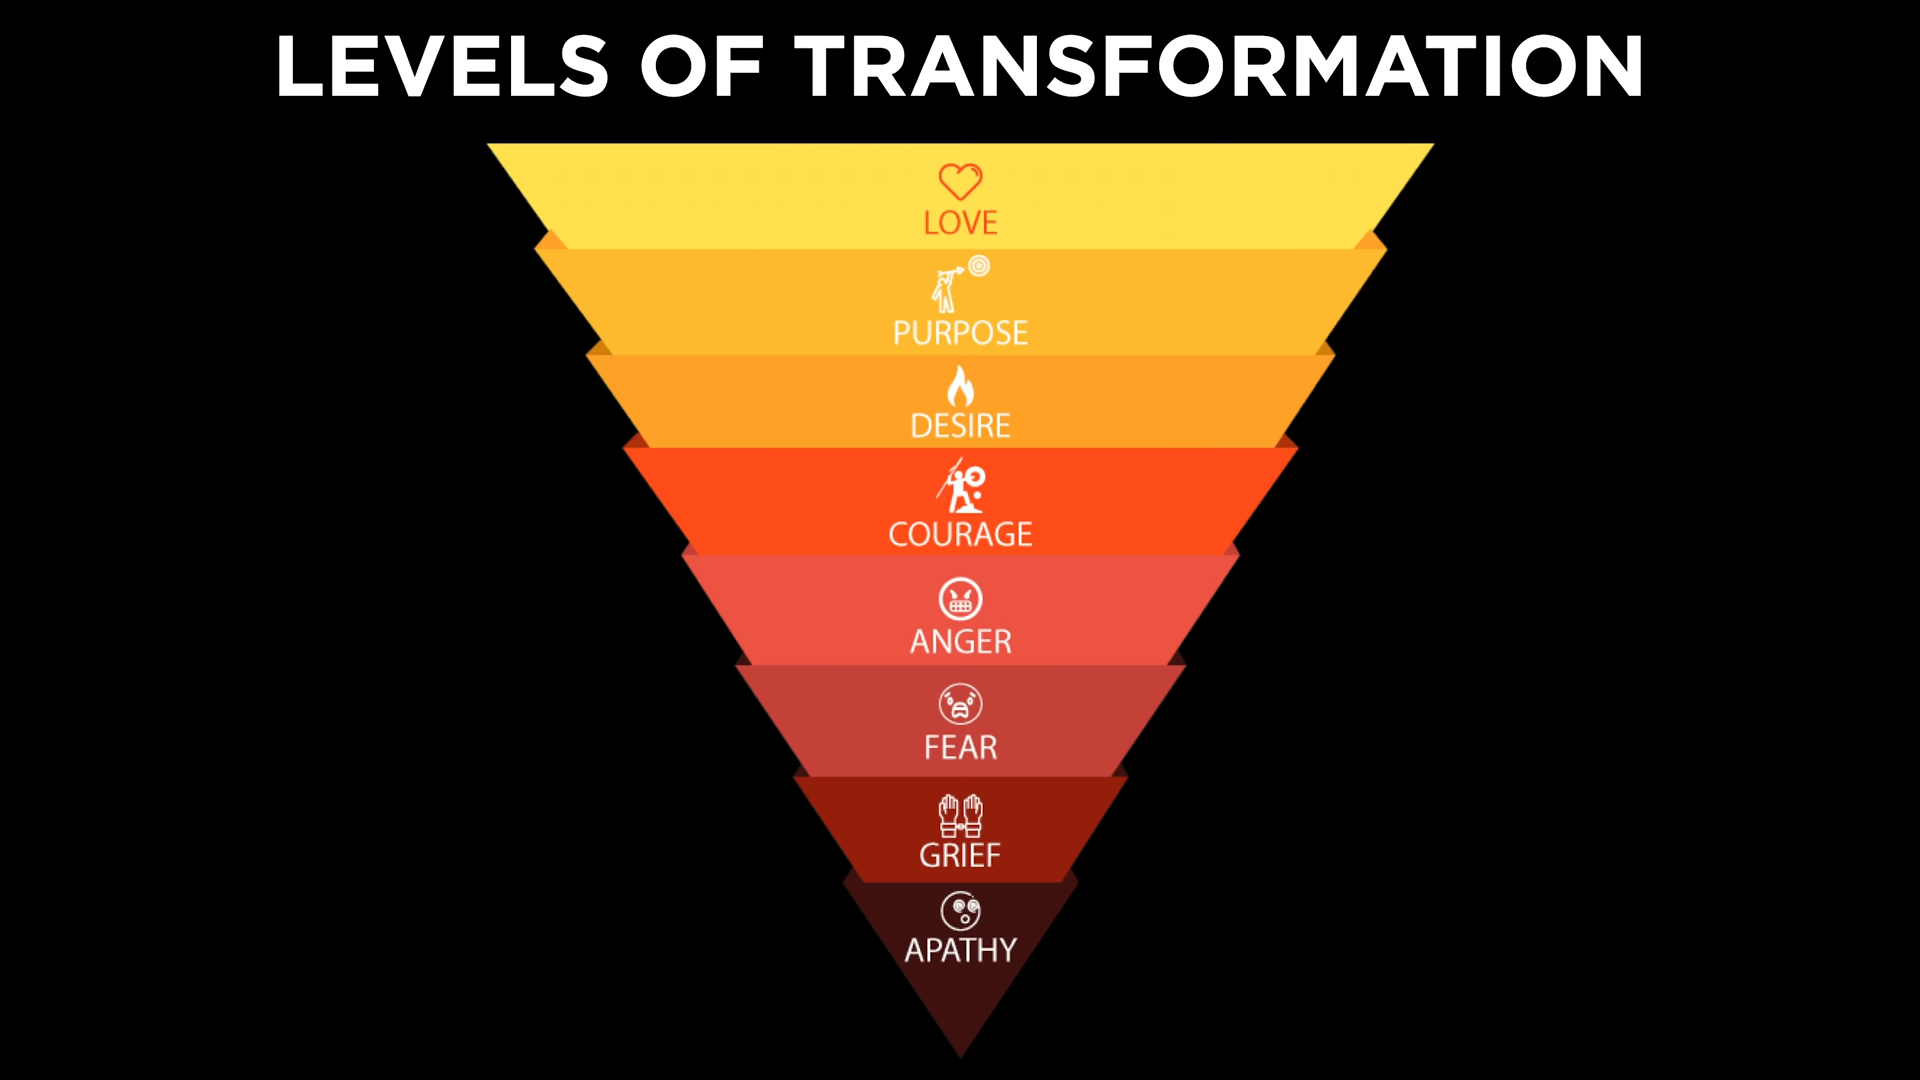 LEVELS OF TRANSFORMATION
LOVE
PURPOSE
DESIRE
COURAGE
ANGER
FEAR
GRIEF
APATHY